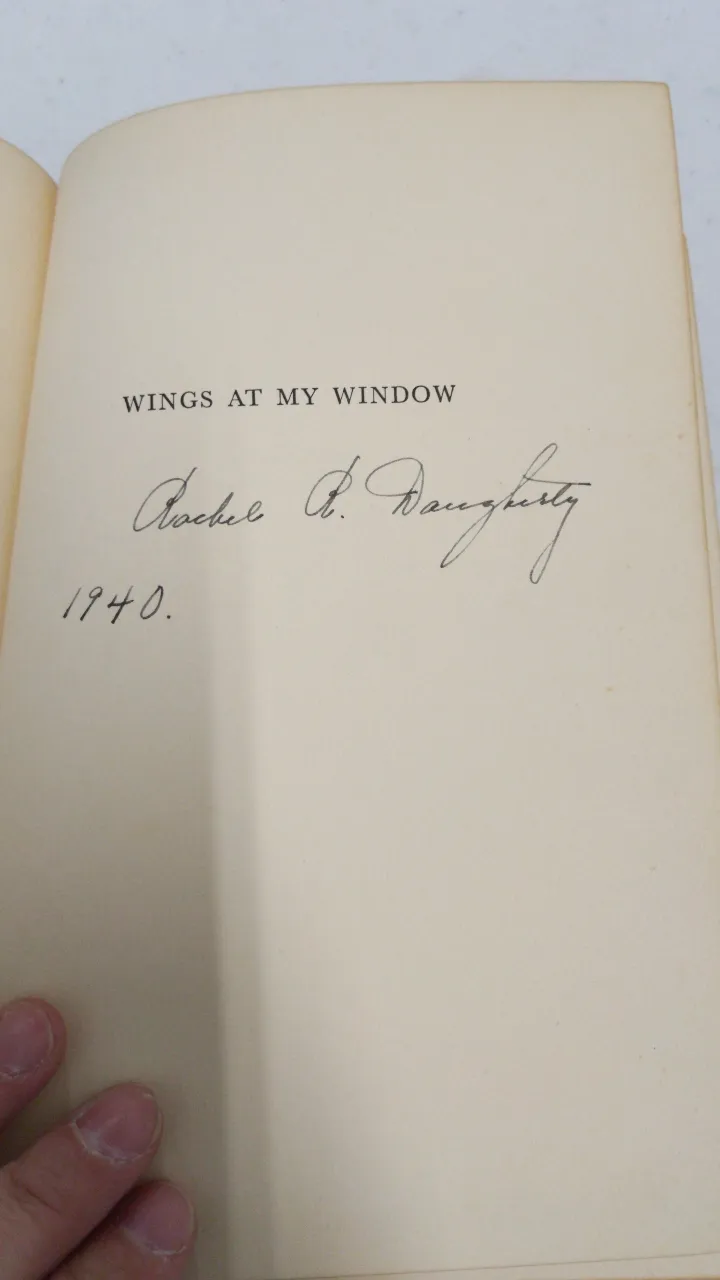 WINGS AT MY WINDOW
Rachel R. Daugherty
1940.